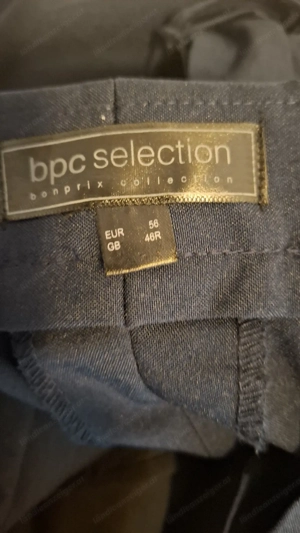 bpc selection
bonprix collection
EUR 56
GB 46R